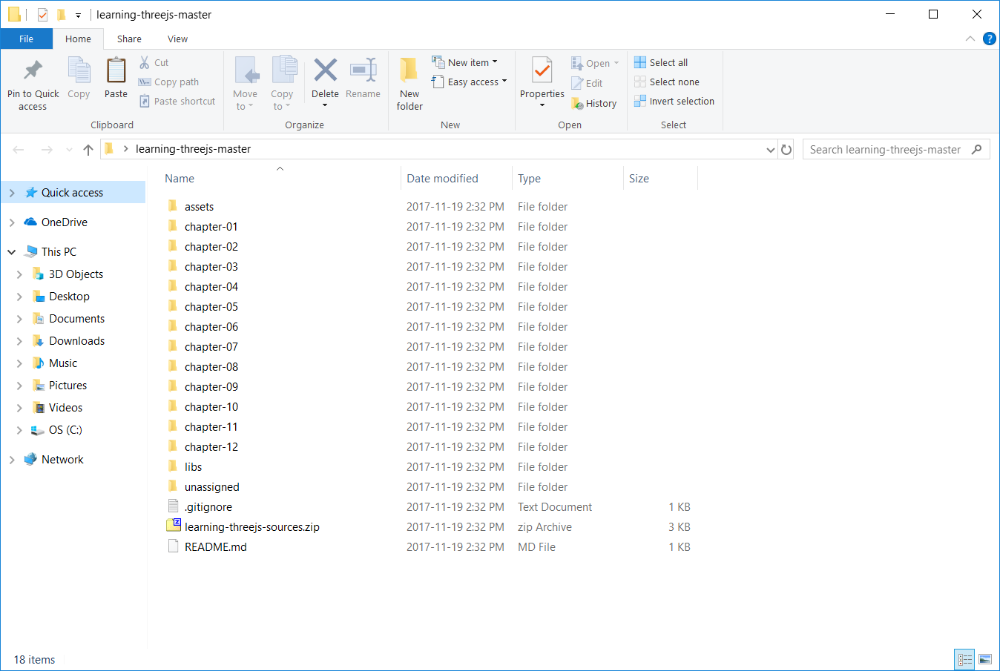 learning-threejs-master
File Home Share View
Pin to Quick access
Copy
Paste
Cut
Copy path
Paste shortcut
Clipboard
Move to
Copy to
Delete
Rename
Organize
New folder
New item
Easy access
New
Properties
Open
Edit
History
Open
Select all
Select none
Invert selection
Select
learning-threejs-master
Search learning-threejs-master
Quick access
OneDrive
This PC
3D Objects
Desktop
Documents
Downloads
Music
Pictures
Videos
OS (C:)
Network
Name Date modified Type Size
assets 2017-11-19 2:32 PM File folder
chapter-01 2017-11-19 2:32 PM File folder
chapter-02 2017-11-19 2:32 PM File folder
chapter-03 2017-11-19 2:32 PM File folder
chapter-04 2017-11-19 2:32 PM File folder
chapter-05 2017-11-19 2:32 PM File folder
chapter-06 2017-11-19 2:32 PM File folder
chapter-07 2017-11-19 2:32 PM File folder
chapter-08 2017-11-19 2:32 PM File folder
chapter-09 2017-11-19 2:32 PM File folder
chapter-10 2017-11-19 2:32 PM File folder
chapter-11 2017-11-19 2:32 PM File folder
chapter-12 2017-11-19 2:32 PM File folder
libs 2017-11-19 2:32 PM File folder
unassigned 2017-11-19 2:32 PM File folder
.gitignore 2017-11-19 2:32 PM Text Document 1 KB
learning-threejs-sources.zip 2017-11-19 2:32 PM zip Archive 3 KB
README.md 2017-11-19 2:32 PM MD File 1 KB
18 items